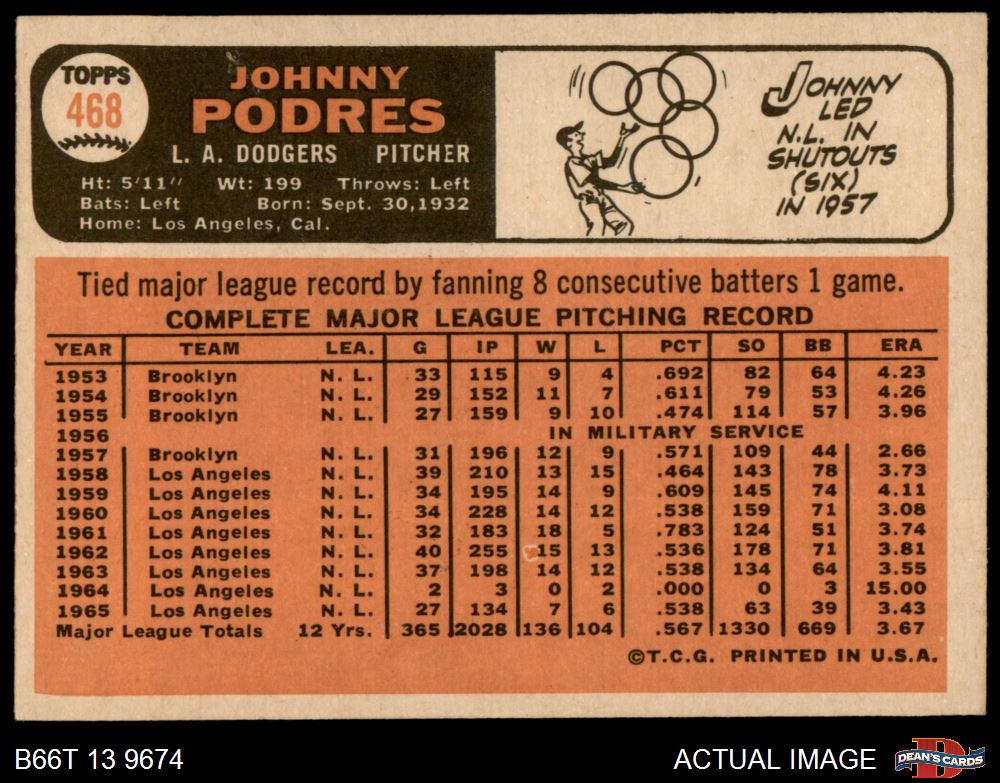 TOPPS
468
JOHNNY
PODRES
L. A. DODGERS PITCHER
Ht: 5'11" Wt: 199 Throws: Left
Bats: Left Born: Sept. 30,1932
Home: Los Angeles, Cal.
JOHNNY
LED
N.L. IN
SHUTOUTS
(SIX)
IN 1957
Tied major league record by fanning 8 consecutive batters 1 game.
COMPLETE MAJOR LEAGUE PITCHING RECORD
YEAR TEAM LEA. G IP W L PCT SO BB ERA
1953 Brooklyn N. L. 33 115 9 4 .692 82 64 4.23
1954 Brooklyn N. L. 29 152 11 7 .611 79 53 4.26
1955 Brooklyn N. L. 27 159 9 10 .474 114 57 3.96
1956 IN MILITARY SERVICE
1957 Brooklyn N. L. 31 196 12 9 .571 109 44 2.66
1958 Los Angeles N. L. 39 210 13 15 .464 143 78 3.73
1959 Los Angeles N. L. 34 195 14 9 .609 145 74 4.11
1960 Los Angeles N. L. 34 228 14 12 .538 159 71 3.08
1961 Los Angeles N. L. 32 183 18 5 .783 124 51 3.74
1962 Los Angeles N. L. 40 255 15 13 .536 178 71 3.81
1963 Los Angeles N. L. 37 198 14 12 .538 134 64 3.55
1964 Los Angeles N. L. 2 3 0 2 .000 0 3 15.00
1965 Los Angeles N. L. 27 134 7 6 .538 63 39 3.43
Major League Totals 12 Yrs. 365 2028 136 104 .567 1330 669 3.67
©T.C.G. PRINTED IN U.S.A.
B66T 13 9674 ACTUAL IMAGE D DEAN'S CARDS